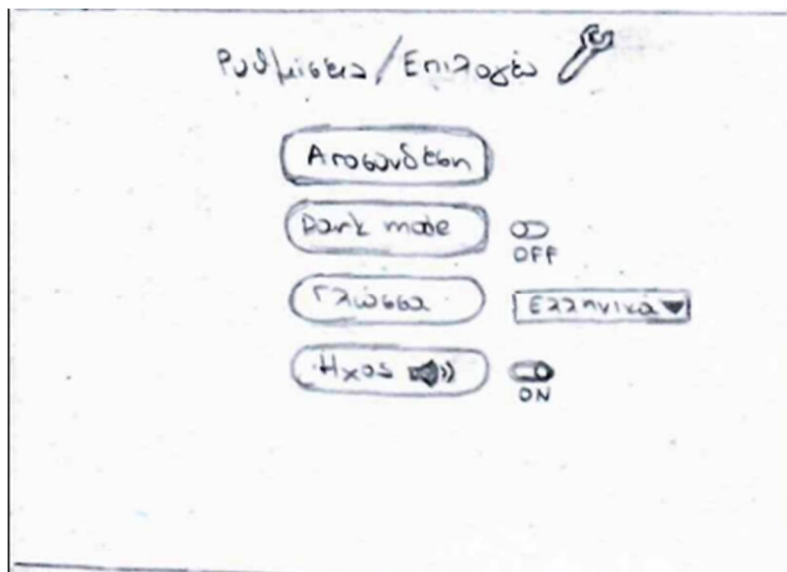 Ρυθμίσεις/Επιλογές
Αποσύνδεση
Dark mode
OFF
Γλώσσα
Ελληνικά
Ήχος
ON